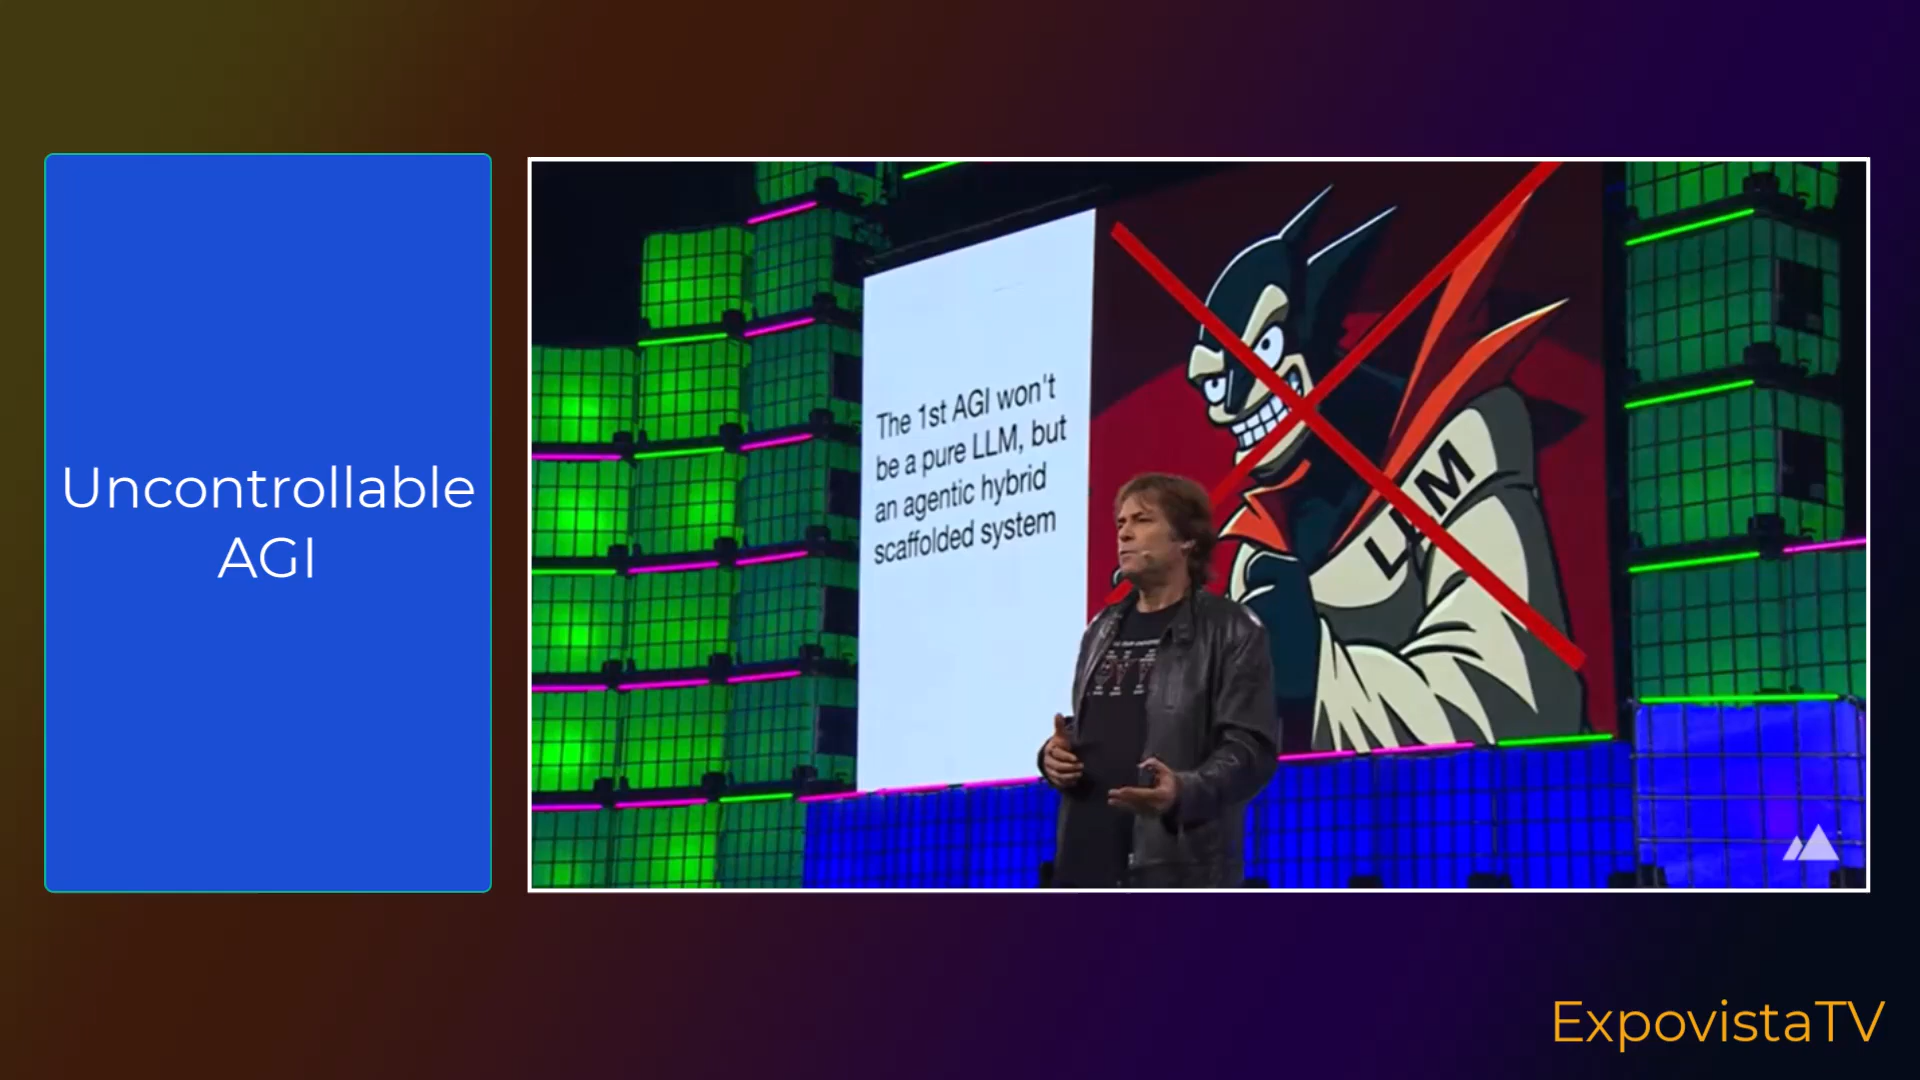 Uncontrollable
AGI
The 1st AGI won't
be a pure LLM, but
an agentic hybrid
scaffolded system
LLM
ExpovistaTV